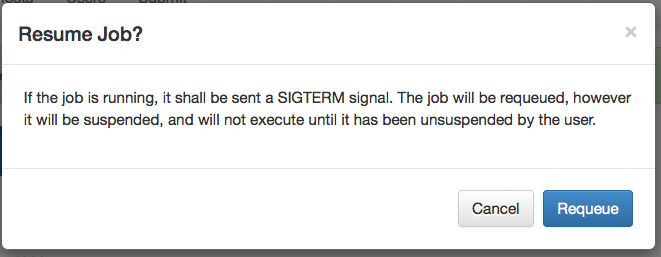 Resume Job?
×
If the job is running, it shall be sent a SIGTERM signal. The job will be requeued, however
it will be suspended, and will not execute until it has been unsuspended by the user.
Cancel Requeue